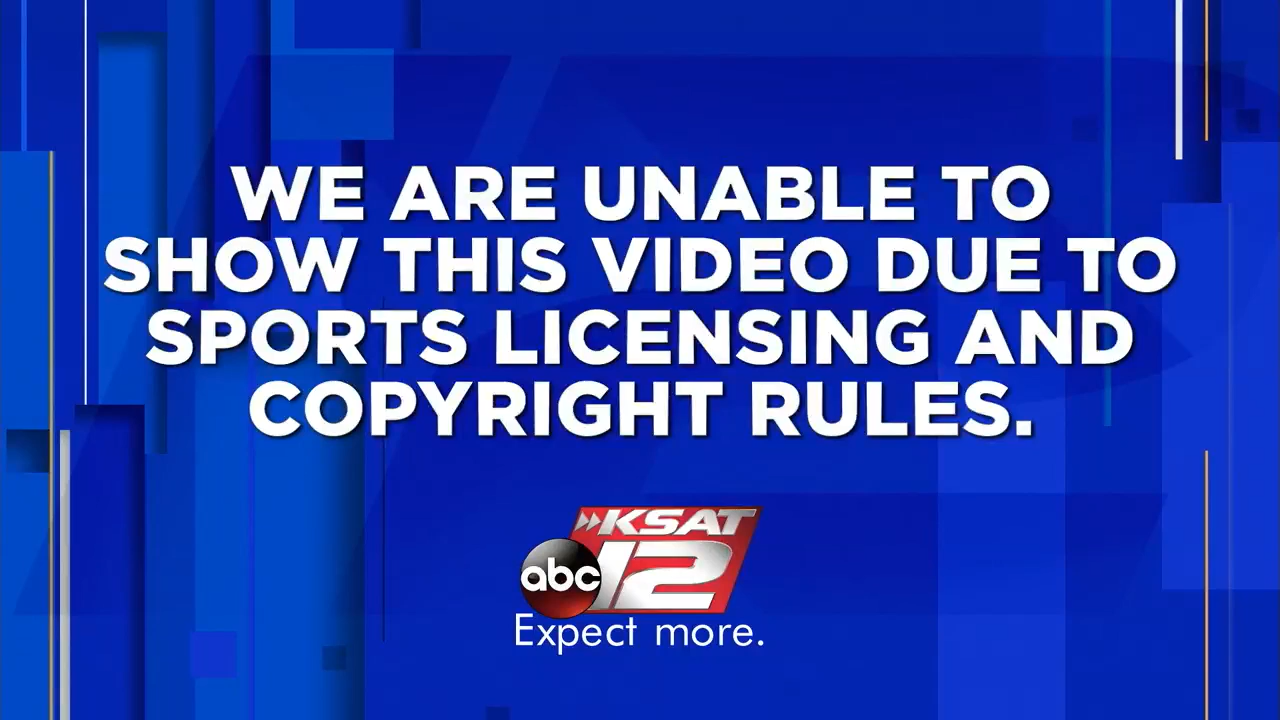 WE ARE UNABLE TO
SHOW THIS VIDEO DUE TO
SPORTS LICENSING AND
COPYRIGHT RULES.
KSAT
abc 12
Expect more.